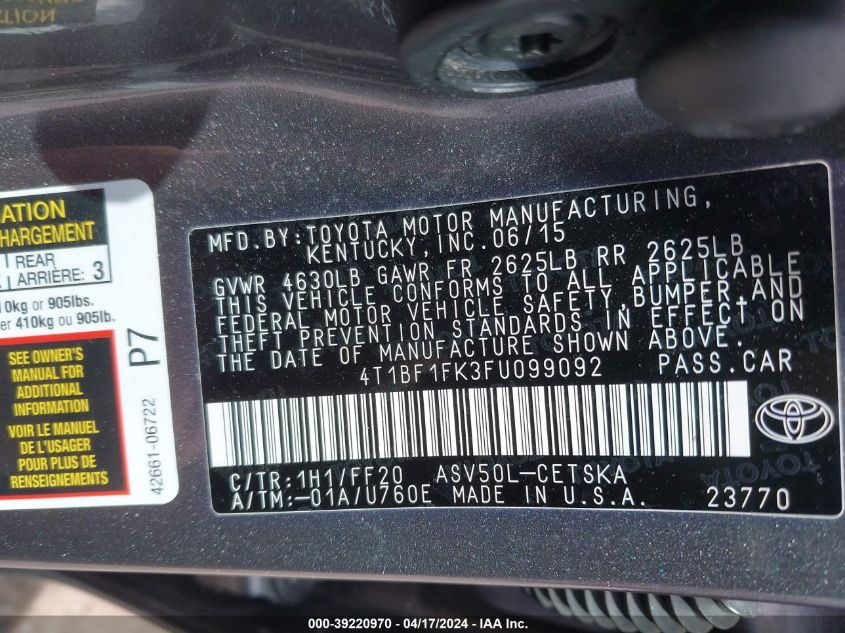 TION
ATION
CHARGEMENT
REAR
ARRIÈRE: 3
0kg or 905lbs.
er 410kg ou 905lb.
SEE OWNER'S
MANUAL FOR
ADDITIONAL
INFORMATION
VOIR LE MANUEL
DE L'USAGER
POUR PLUS DE
RENSEIGNEMENTS
P7
42661-06722
MFD.BY:TOYOTA MOTOR MANUFACTURING,
KENTUCKY,INC.06/15
GVWR 4630LB GAWR FR 2625LB RR 2625LB
THIS VEHICLE CONFORMS TO ALL APPLICABLE
FEDERAL MOTOR VEHICLE SAFETY,BUMPER,AND
THEFT PREVENTION STANDARDS IN EFFECT ON
THE DATE OF MANUFACTURE SHOWN ABOVE.
4T1BF1FK3FU099092 PASS.CAR
C/TR:1H1/FF20 ASV50L-CETSKA
A/TM:-01A/U760E MADE IN U.S.A. 23770
000-39220970 - 04/17/2024 - IAA Inc.